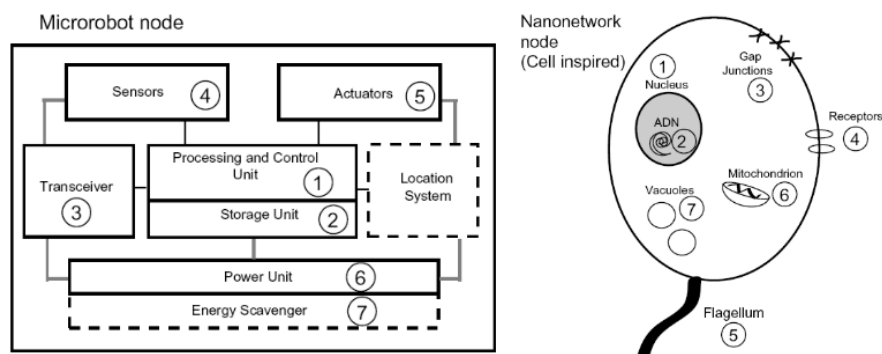 Microrobot node
Sensors
4
Actuators
5
Transceiver
3
Processing and Control
Unit
1
Storage Unit
2
Location
System
Power Unit
6
Energy Scavenger
7
Nanonetwork
node
(Cell inspired)
1
Nucleus
ADN
2
Gap
Junctions
3
Receptors
4
Mitochondrion
6
Vacuoles
7
Flagellum
5